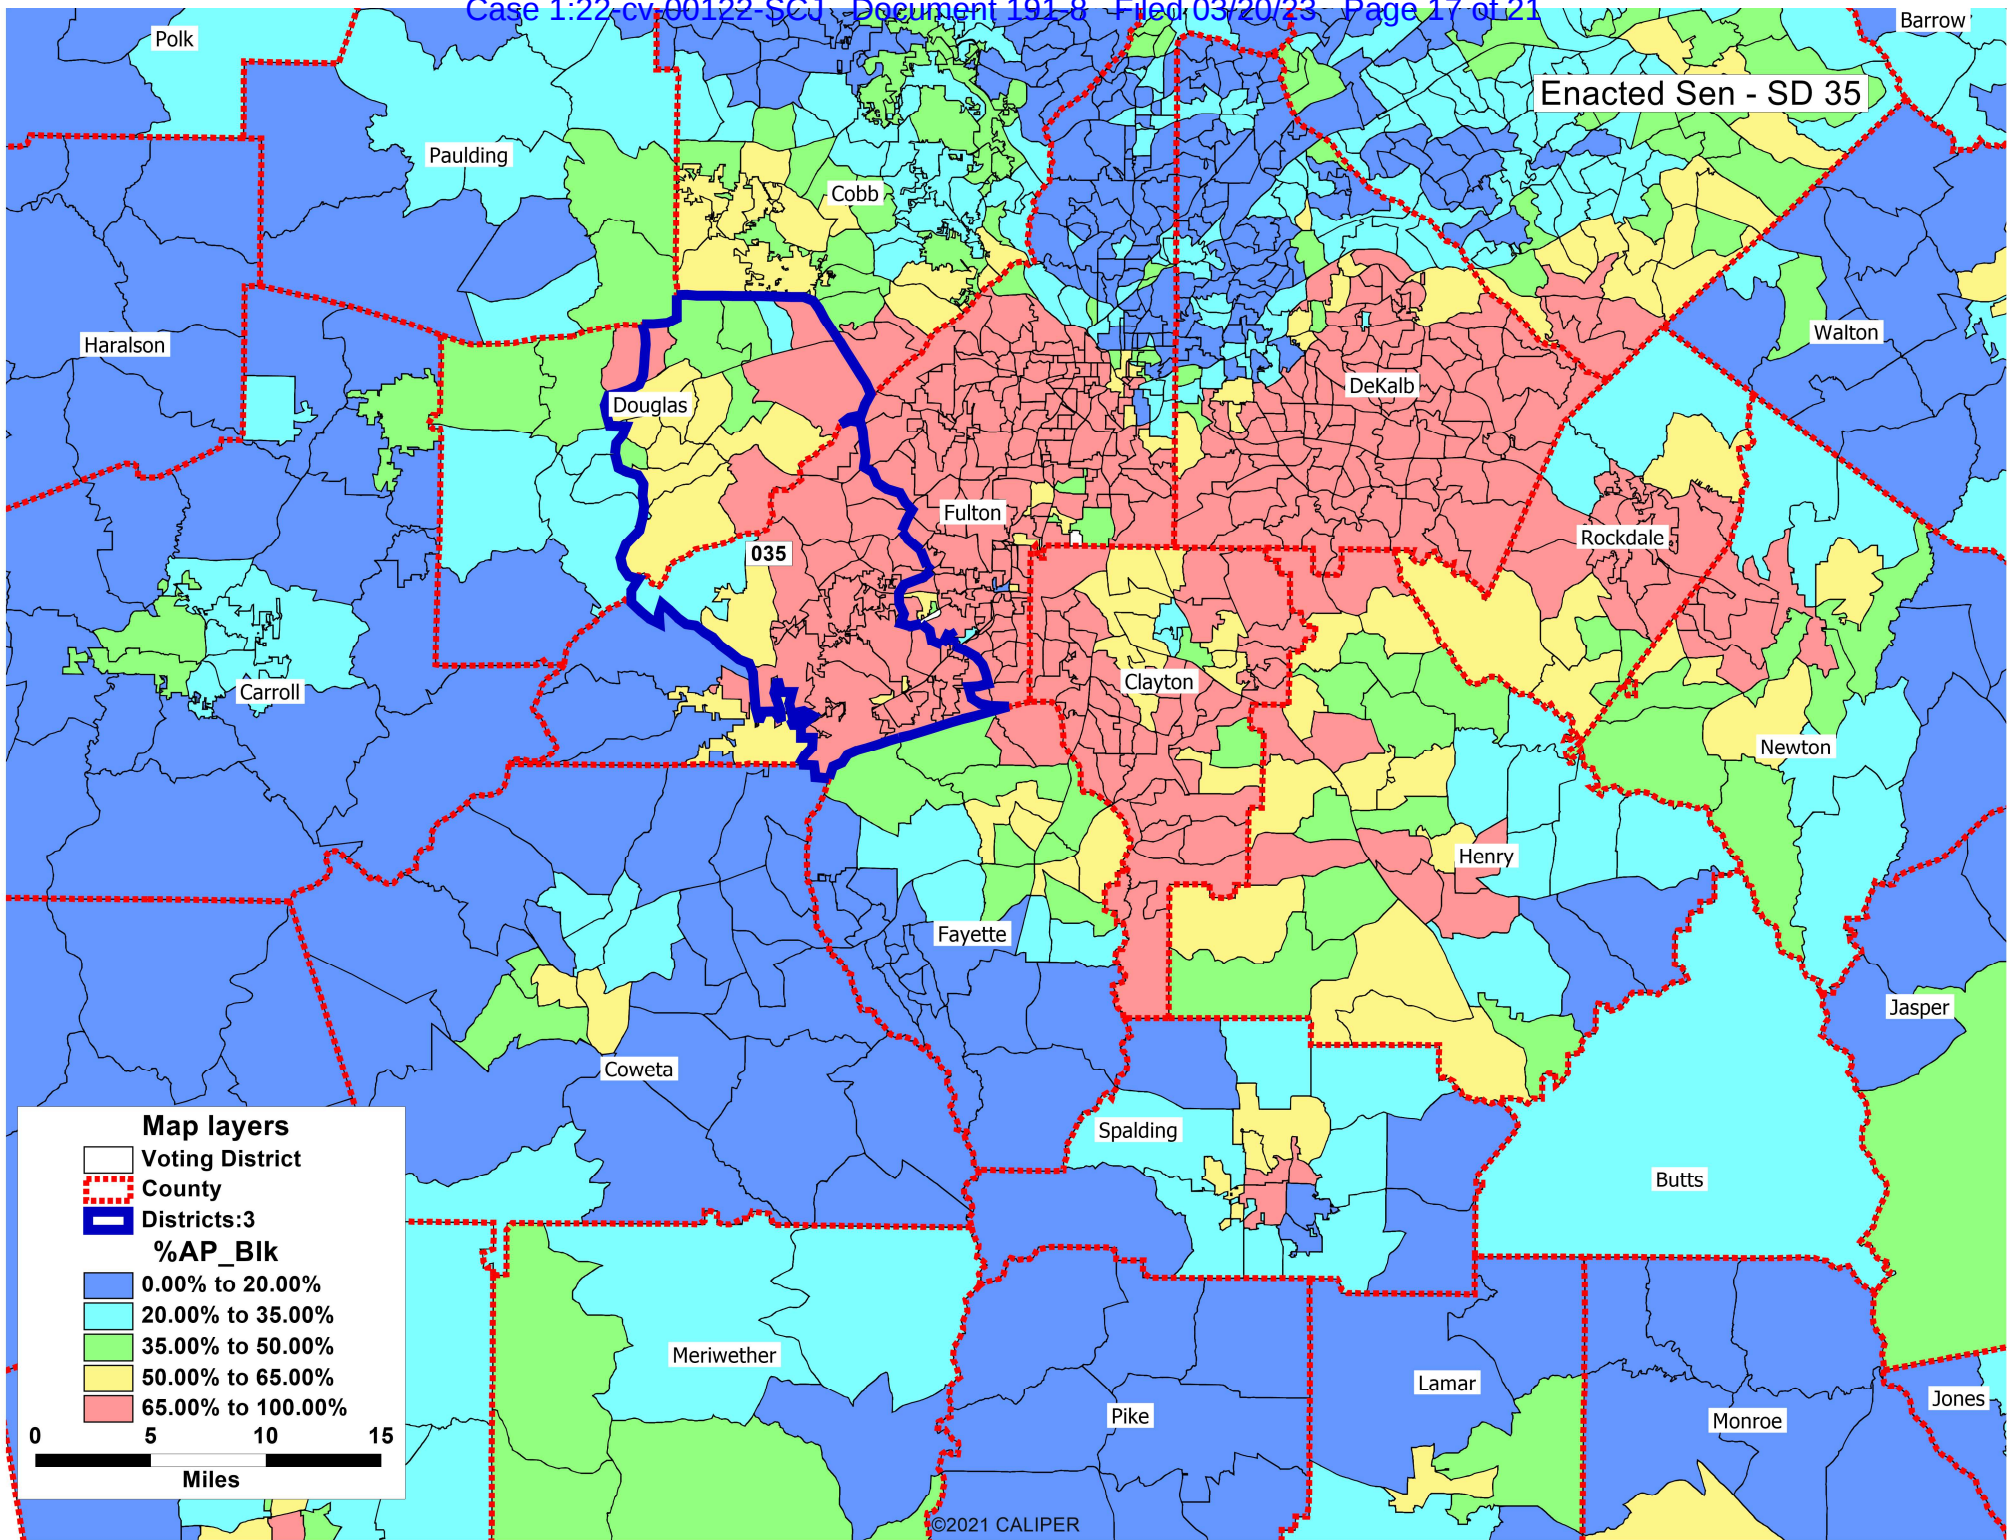 Case 1:22-cv-00122-SCJ Document 191-8 Filed 03/20/23 Page 17 of 21
Barrow
Polk
Enacted Sen - SD 35
Paulding
Cobb
Walton
Haralson
DeKalb
Douglas
Fulton
Rockdale
035
Clayton
Carroll
Newton
Henry
Fayette
Jasper
Coweta
Map layers
Voting District
County
Districts:3
%AP_Blk
0.00% to 20.00%
20.00% to 35.00%
35.00% to 50.00%
50.00% to 65.00%
65.00% to 100.00%
0 5 10 15
Miles
Spalding
Butts
Meriwether
Lamar
Jones
Pike
Monroe
©2021 CALIPER